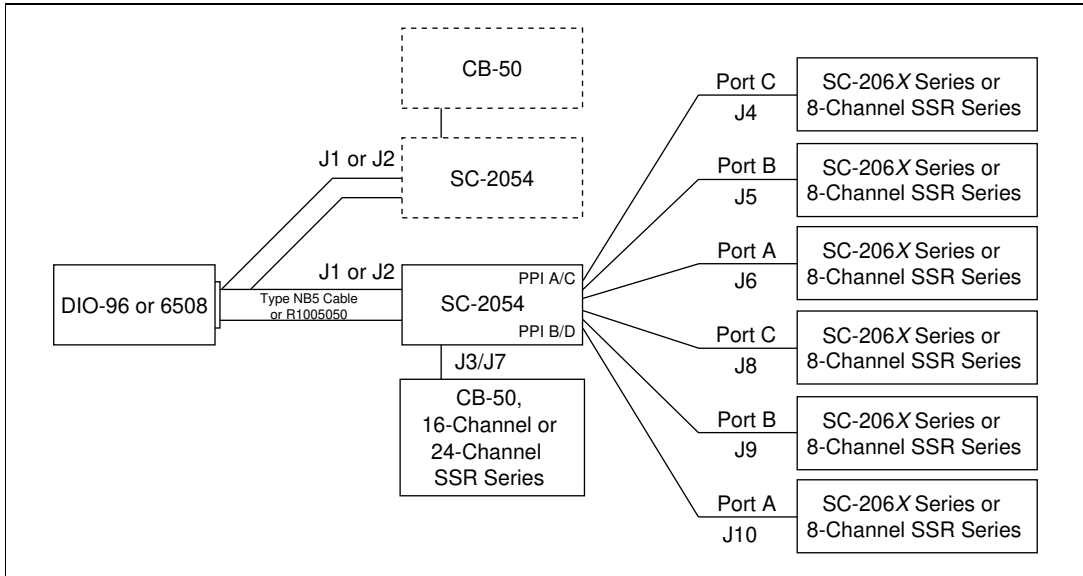 CB-50
J1 or J2
SC-2054
DIO-96 or 6508
J1 or J2
Type NB5 Cable
or R1005050
PPI A/C
SC-2054
PPI B/D
J3/J7
CB-50,
16-Channel or
24-Channel
SSR Series
Port C
J4
SC-206X Series or
8-Channel SSR Series
Port B
J5
SC-206X Series or
8-Channel SSR Series
Port A
J6
SC-206X Series or
8-Channel SSR Series
Port C
J8
SC-206X Series or
8-Channel SSR Series
Port B
J9
SC-206X Series or
8-Channel SSR Series
Port A
J10
SC-206X Series or
8-Channel SSR Series